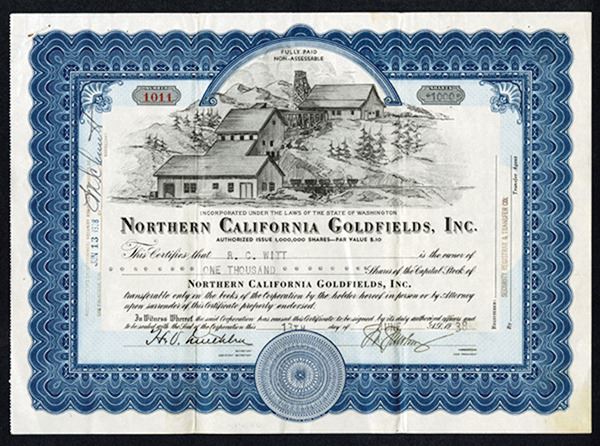 FULLY PAID
NON-ASSESSABLE
NUMBER
1011
SHARES
*1000*
INCORPORATED UNDER THE LAWS OF THE STATE OF WASHINGTON
NORTHERN CALIFORNIA GOLDFIELDS, INC.
AUTHORIZED ISSUE 1,000,000 SHARES—PAR VALUE $.10
This Certifies that R. C. WITT is the owner of
ONE THOUSAND Shares of the Capital Stock of
NORTHERN CALIFORNIA GOLDFIELDS, INC.
transferable only on the books of the Corporation by the holder hereof in person or by Attorney
upon surrender of this Certificate properly endorsed.
In Witness Whereof the said Corporation has caused this Certificate to be signed by its duly authorized officers and
to be sealed with the Seal of the Corporation this 13TH day of JUNE A.D. 19 38
SECRETARY
JUN 13 1938
SECURITY REGISTRAR & TRANSFER CO.
Transfer Agent
By